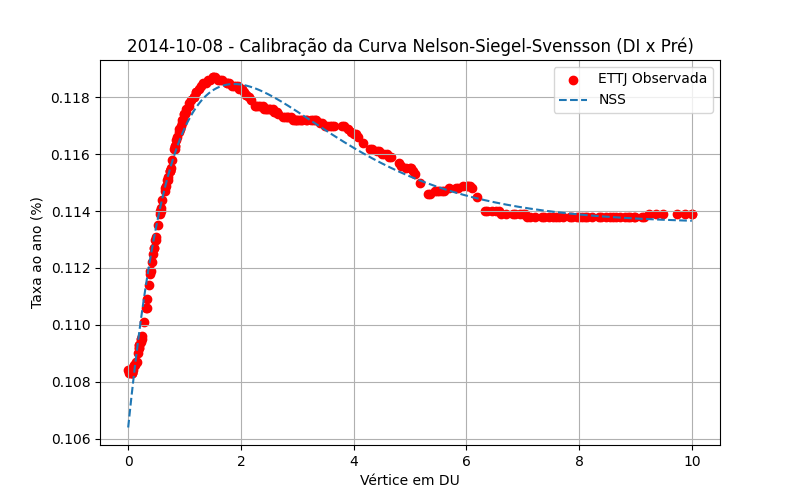 2014-10-08 - Calibração da Curva Nelson-Siegel-Svensson (DI x Pré)
ETTJ Observada
NSS
Taxa ao ano (%)
0.118
0.116
0.114
0.112
0.110
0.108
0.106
0 2 4 6 8 10
Vértice em DU